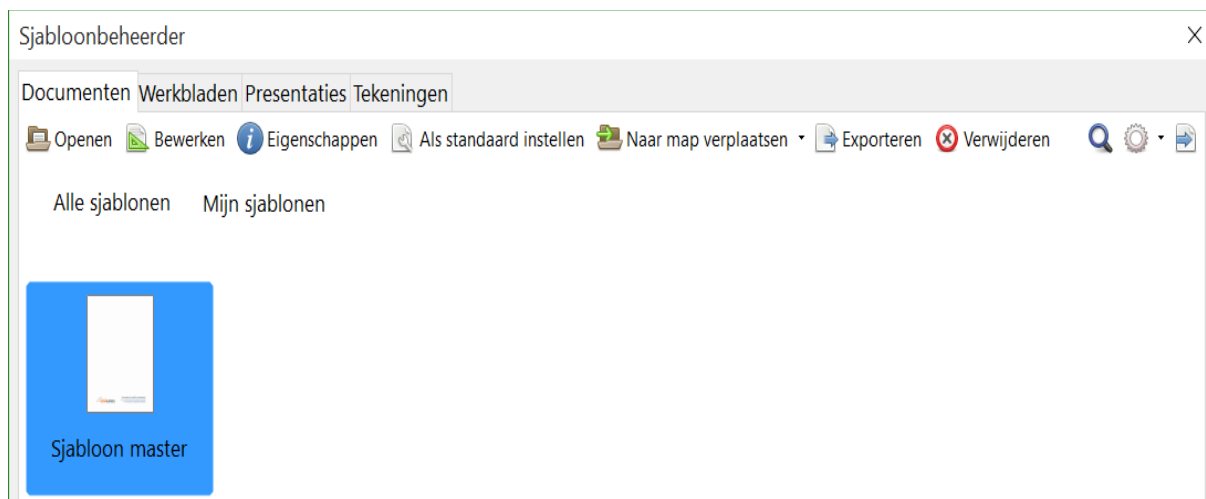 Sjabloonbeheerder
Documenten Werkbladen Presentaties Tekeningen
Openen Bewerken Eigenschappen Als standaard instellen Naar map verplaatsen Exporteren Verwijderen
Alle sjablonen Mijn sjablonen
Sjabloon master